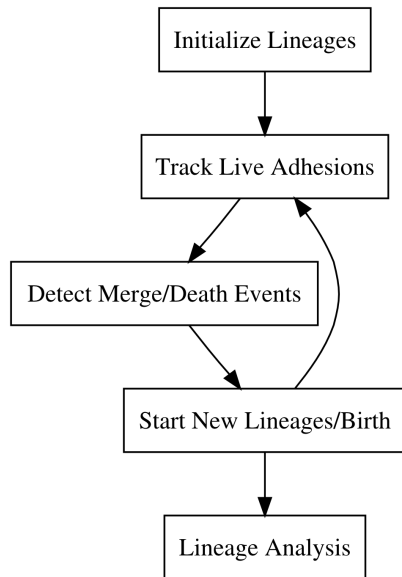 Initialize Lineages
Track Live Adhesions
Detect Merge/Death Events
Start New Lineages/Birth
Lineage Analysis